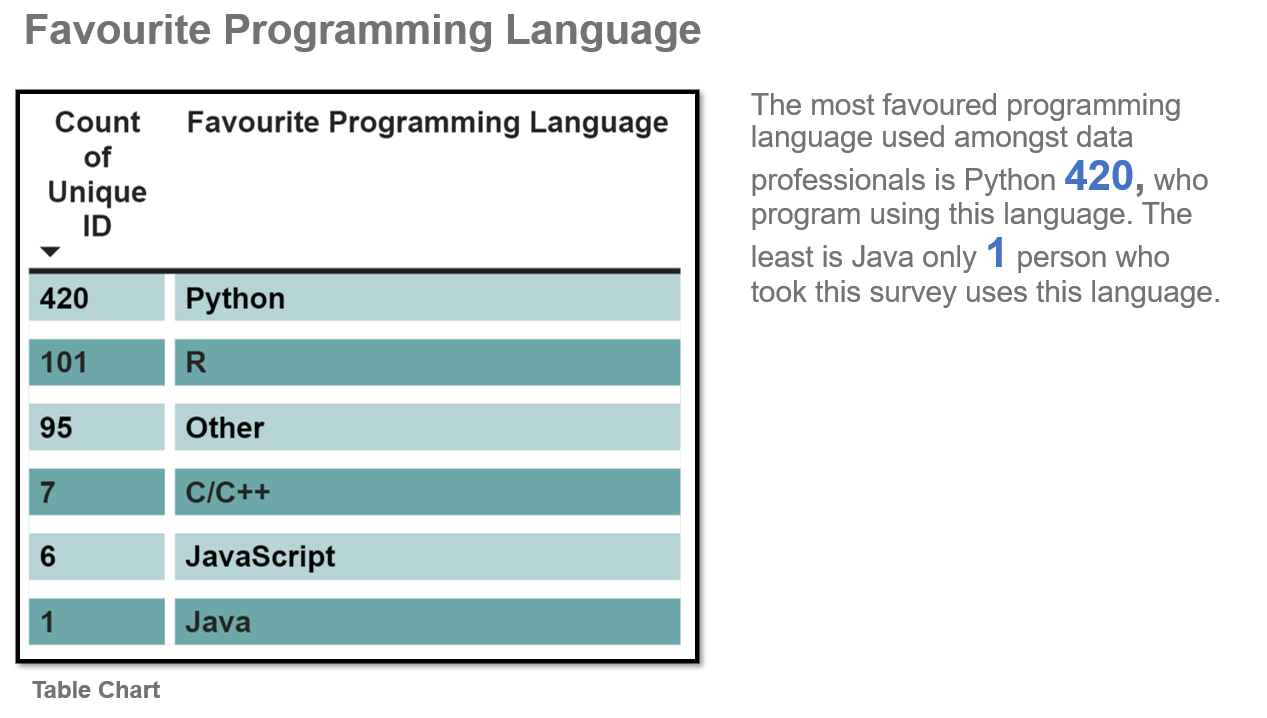 Favourite Programming Language
Count of Unique ID Favourite Programming Language
420 Python
101 R
95 Other
7 C/C++
6 JavaScript
1 Java
Table Chart
The most favoured programming
language used amongst data
professionals is Python 420, who
program using this language. The
least is Java only 1 person who
took this survey uses this language.